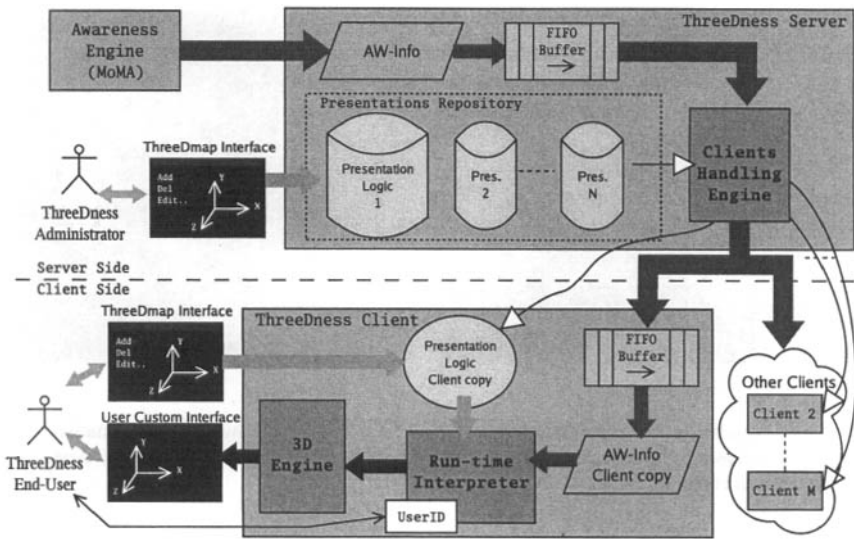 ThreeDness Server
Awareness
Engine
(MoMA)
AW-Info
FIFO
Buffer
Presentations Repository
ThreeDmap Interface
Add
Del
Edit..
Y
X
Z
ThreeDness
Administrator
Presentation
Logic
1
Pres.
2
Pres.
N
Clients
Handling
Engine
Server Side
Client Side
ThreeDmap Interface
Add
Del
Edit..
Y
X
Z
ThreeDness Client
Presentation
Logic
Client copy
FIFO
Buffer
Other Clients
Client 2
Client M
User Custom Interface
Y
X
Z
ThreeDness
End-User
3D
Engine
Run-time
Interpreter
UserID
AW-Info
Client copy